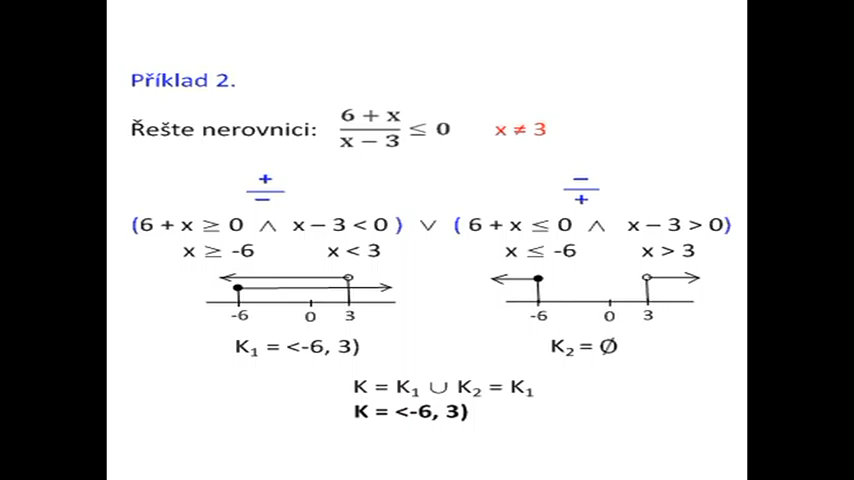 Příklad 2.
Řešte nerovnici: (6 + x)/(x − 3) ≤ 0 x ≠ 3
+/− −/+
(6 + x ≥ 0 ∧ x − 3 < 0 ) ∨ ( 6 + x ≤ 0 ∧ x − 3 > 0)
x ≥ -6 x < 3 x ≤ -6 x > 3
-6 0 3 -6 0 3
K₁ = <-6, 3) K₂ = Ø
K = K₁ ∪ K₂ = K₁
K = <-6, 3)